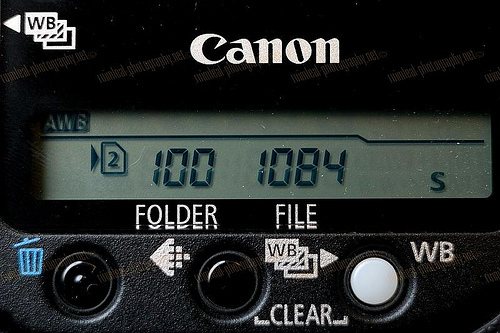 WB
Canon
AWB
2 100 1084 S
FOLDER FILE
WB WB
CLEAR